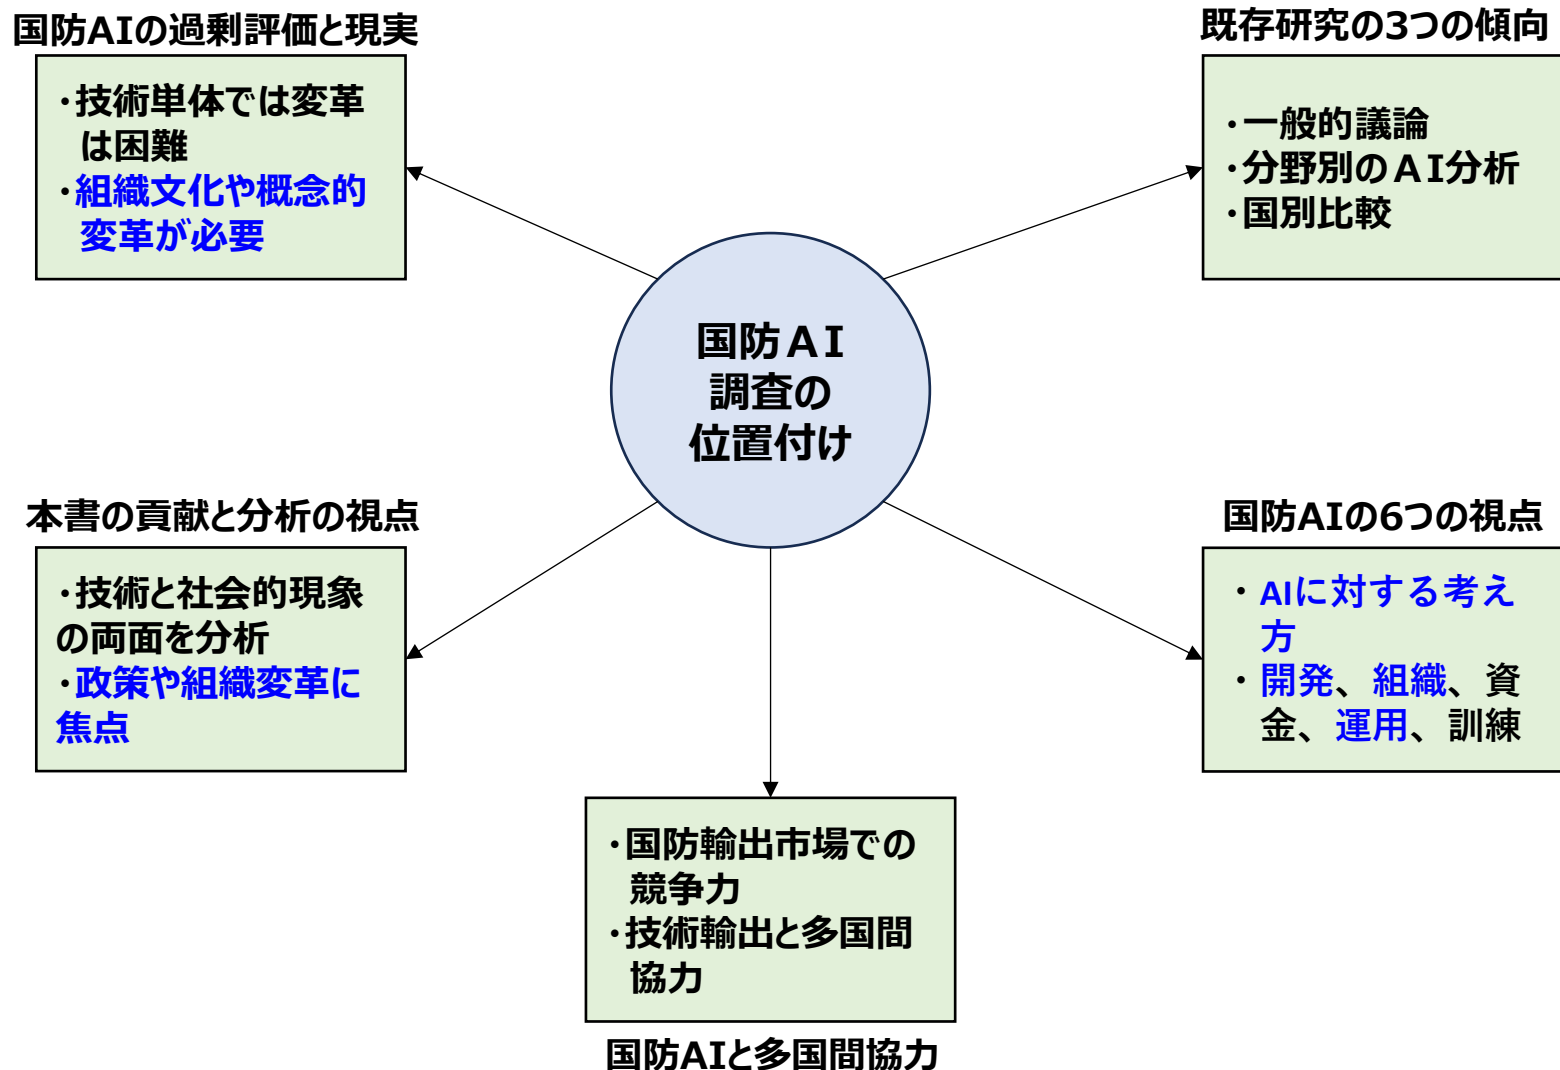 国防AIの過剰評価と現実
・技術単体では変革
は困難
・組織文化や概念的
変革が必要
既存研究の3つの傾向
・一般的議論
・分野別のAI分析
・国別比較
国防AI
調査の
位置付け
本書の貢献と分析の視点
・技術と社会的現象
の両面を分析
・政策や組織変革に
焦点
国防AIの6つの視点
・AIに対する考え
方
・開発、組織、資
金、運用、訓練
・国防輸出市場での
競争力
・技術輸出と多国間
協力
国防AIと多国間協力